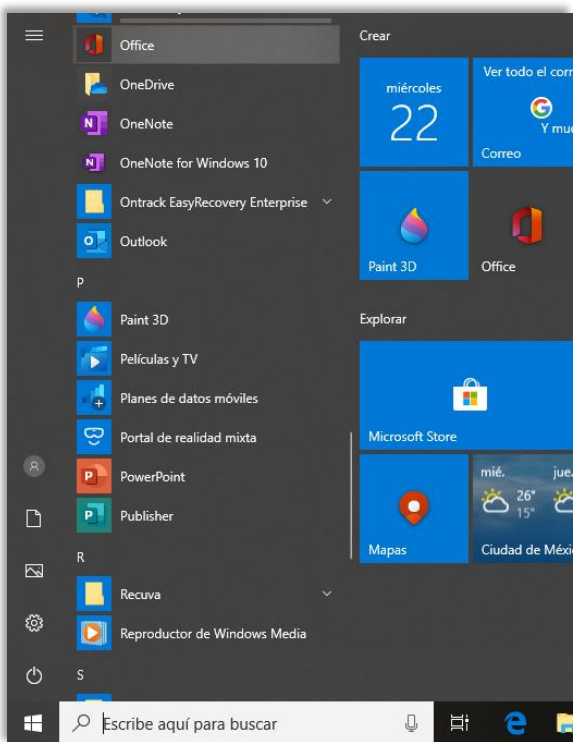 Office
OneDrive
OneNote
OneNote for Windows 10
Ontrack EasyRecovery Enterprise
Outlook
P
Paint 3D
Películas y TV
Planes de datos móviles
Portal de realidad mixta
PowerPoint
Publisher
R
Recuva
Reproductor de Windows Media
S
Crear
miércoles
22
Ver todo el corr
Y muc
Correo
Paint 3D
Office
Explorar
Microsoft Store
Mapas
mié.
jue.
26°
15°
Ciudad de Méxi
Escribe aquí para buscar